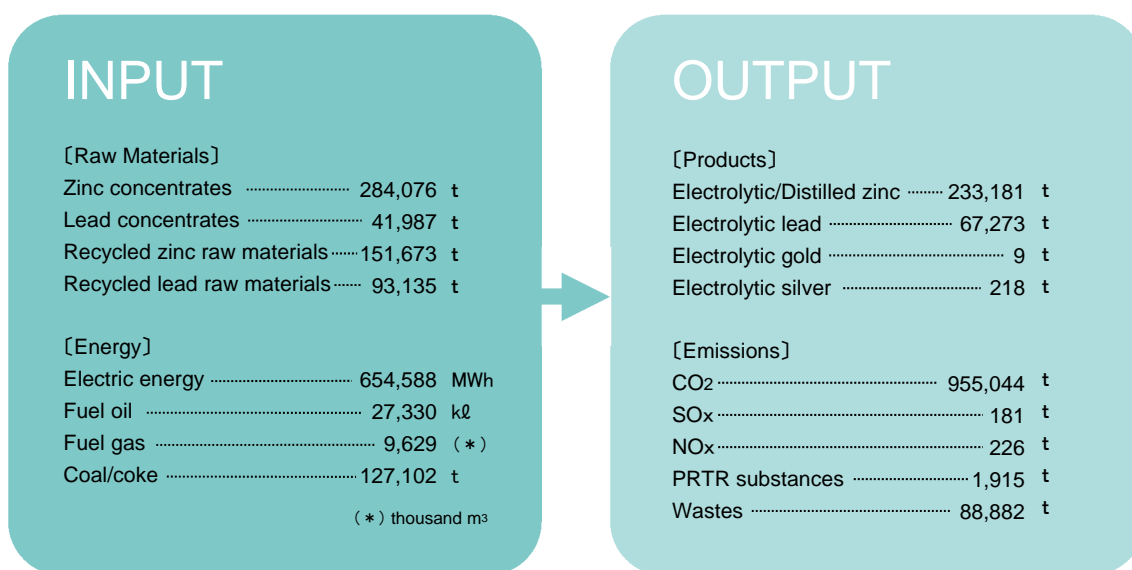 INPUT
〔Raw Materials〕
Zinc concentrates 284,076 t
Lead concentrates 41,987 t
Recycled zinc raw materials 151,673 t
Recycled lead raw materials 93,135 t
〔Energy〕
Electric energy 654,588 MWh
Fuel oil 27,330 kℓ
Fuel gas 9,629 (*)
Coal/coke 127,102 t
(*) thousand m3
OUTPUT
〔Products〕
Electrolytic/Distilled zinc 233,181 t
Electrolytic lead 67,273 t
Electrolytic gold 9 t
Electrolytic silver 218 t
〔Emissions〕
CO2 955,044 t
SOx 181 t
NOx 226 t
PRTR substances 1,915 t
Wastes 88,882 t